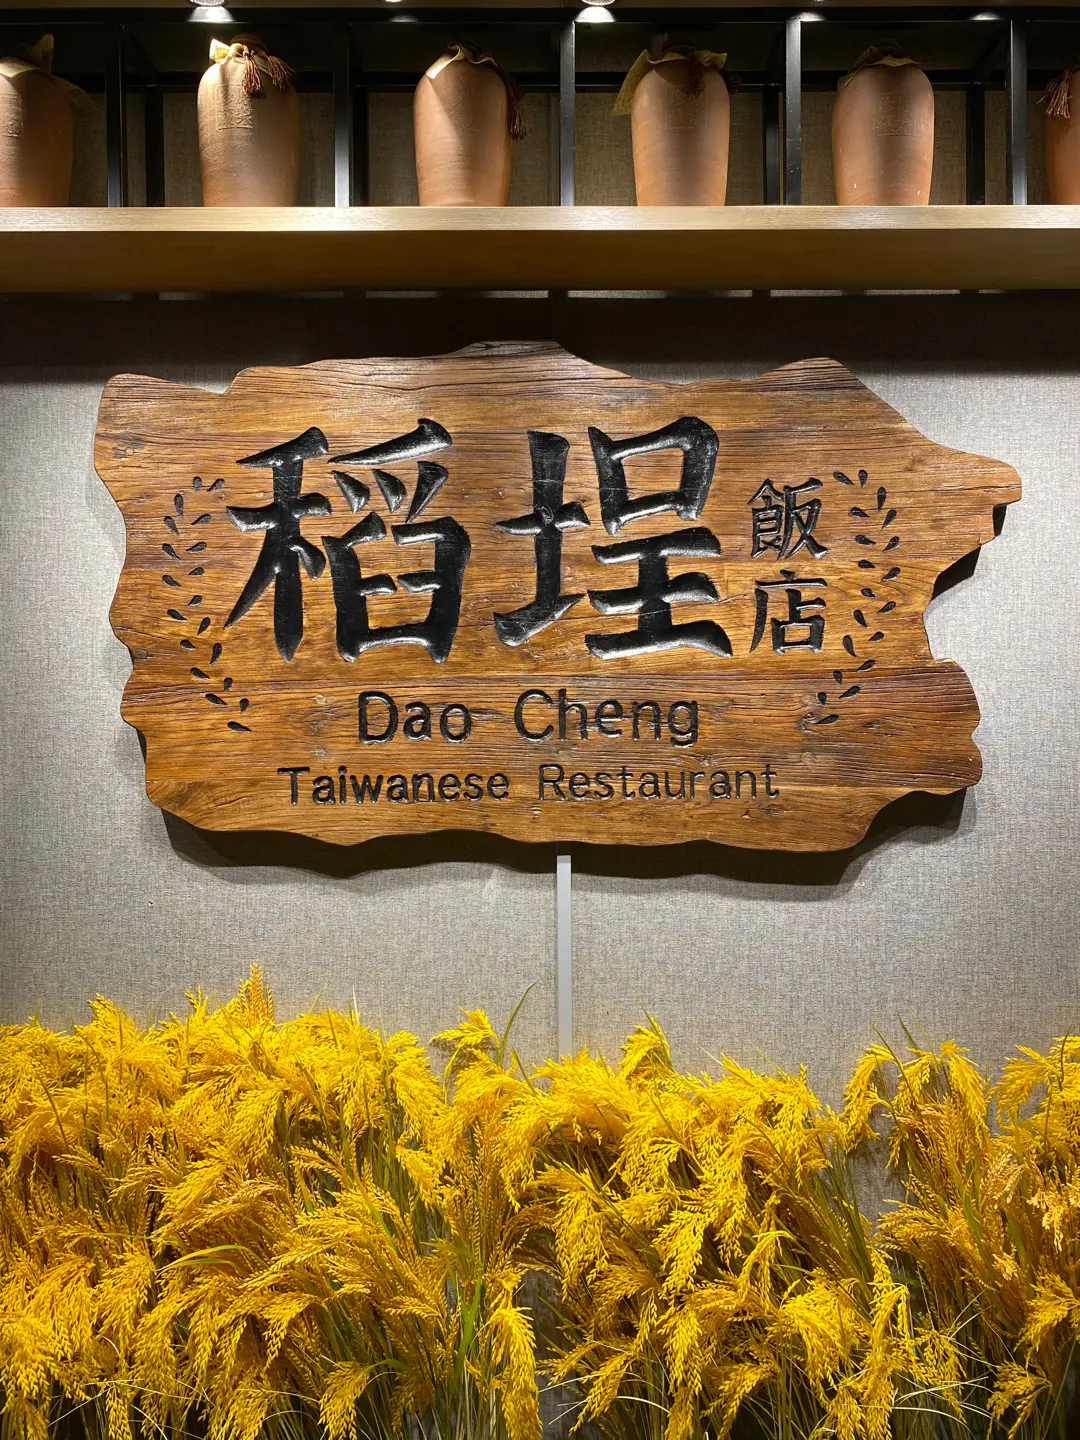 稻埕飯店
Dao Cheng
Taiwanese Restaurant